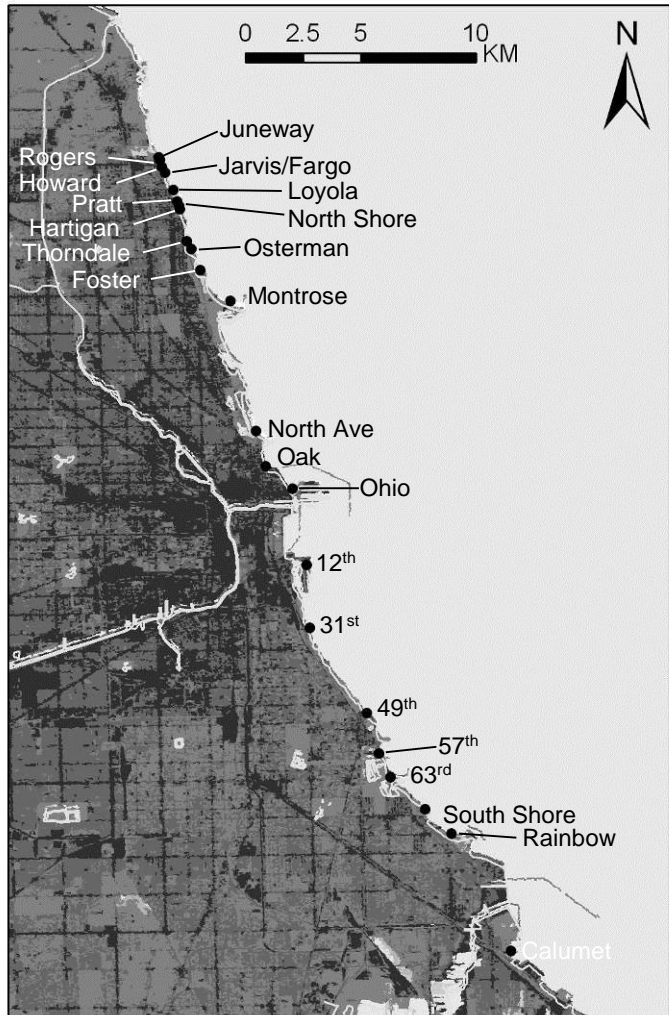 0 2.5 5 10
KM
N
Juneway
Rogers
Jarvis/Fargo
Howard
Loyola
Pratt
North Shore
Hartigan
Thorndale
Osterman
Foster
Montrose
North Ave
Oak
Ohio
12th
31st
49th
57th
63rd
South Shore
Rainbow
Calumet